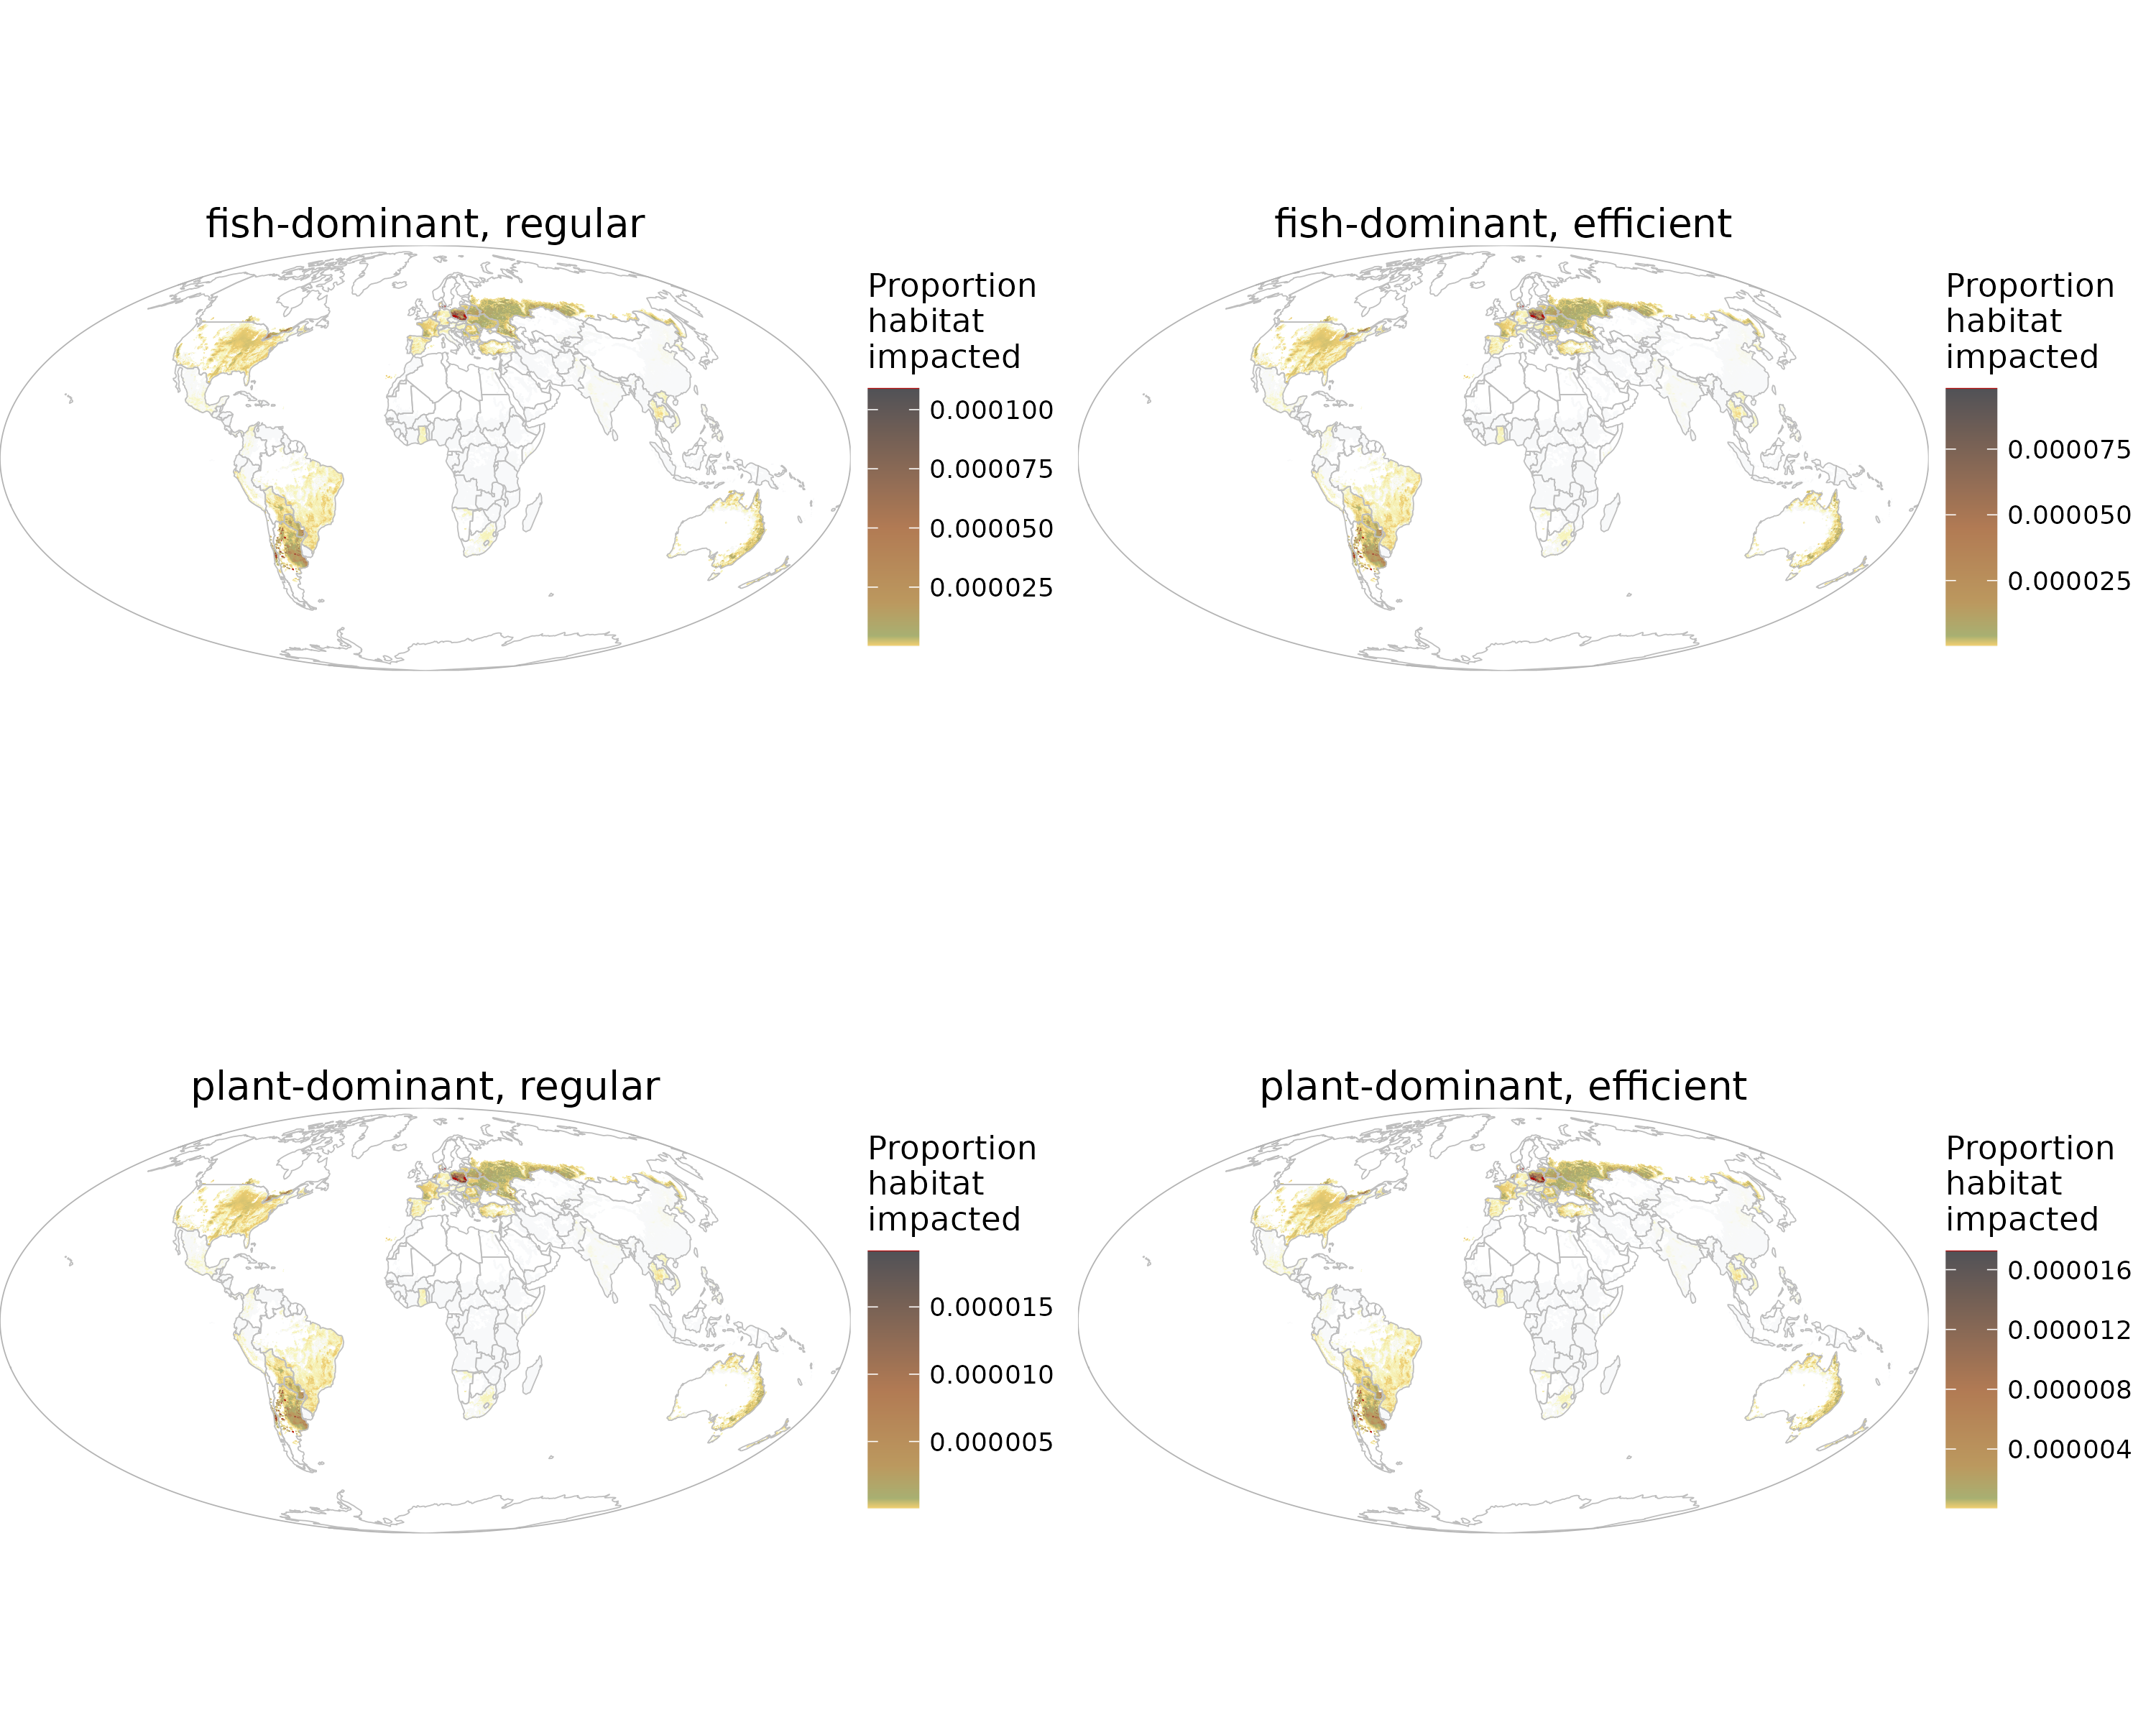 fish-dominant, regular
Proportion
habitat
impacted
0.000100
0.000075
0.000050
0.000025
fish-dominant, efficient
Proportion
habitat
impacted
0.000075
0.000050
0.000025
plant-dominant, regular
Proportion
habitat
impacted
0.000015
0.000010
0.000005
plant-dominant, efficient
Proportion
habitat
impacted
0.000016
0.000012
0.000008
0.000004